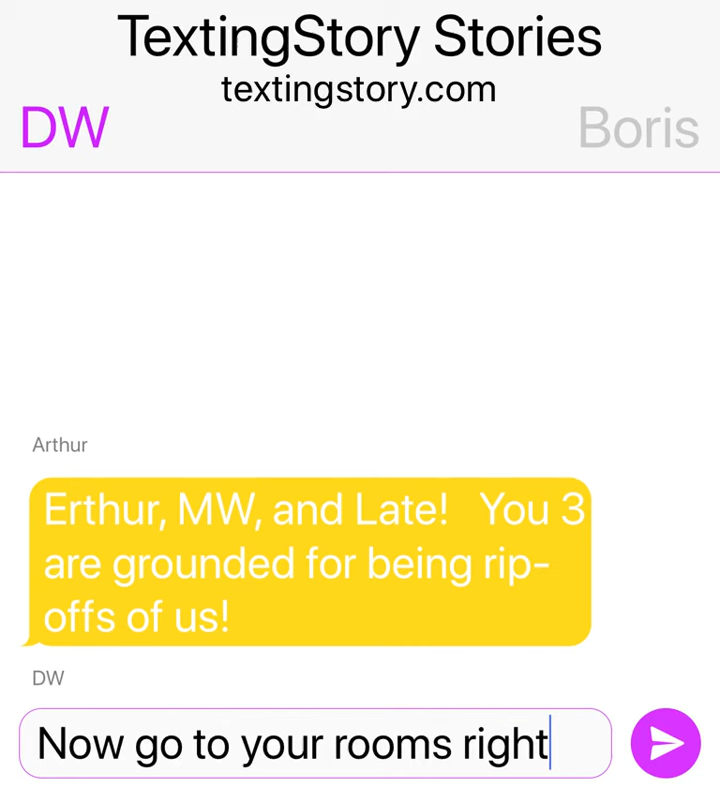 TextingStory Stories
textingstory.com
DW
Boris
Arthur
Erthur, MW, and Late!   You 3
are grounded for being rip-
offs of us!
DW
Now go to your rooms right